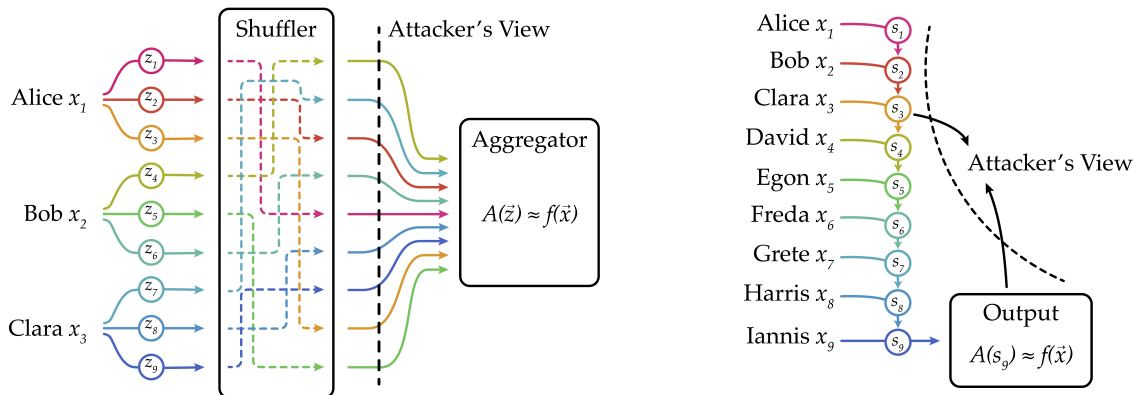 Shuffler
Attacker's View
z₁
z₂
Alice x₁
z₃
z₄
Bob x₂
z₅
z₆
z₇
Clara x₃
z₈
z₉
Aggregator
A(z⃗) ≈ f(x⃗)
Alice x₁ s₁
Bob x₂ s₂
Clara x₃ s₃
David x₄ s₄
Attacker's View
Egon x₅ s₅
Freda x₆ s₆
Grete x₇ s₇
Harris x₈ s₈
Iannis x₉ s₉
Output
A(s₉) ≈ f(x⃗)